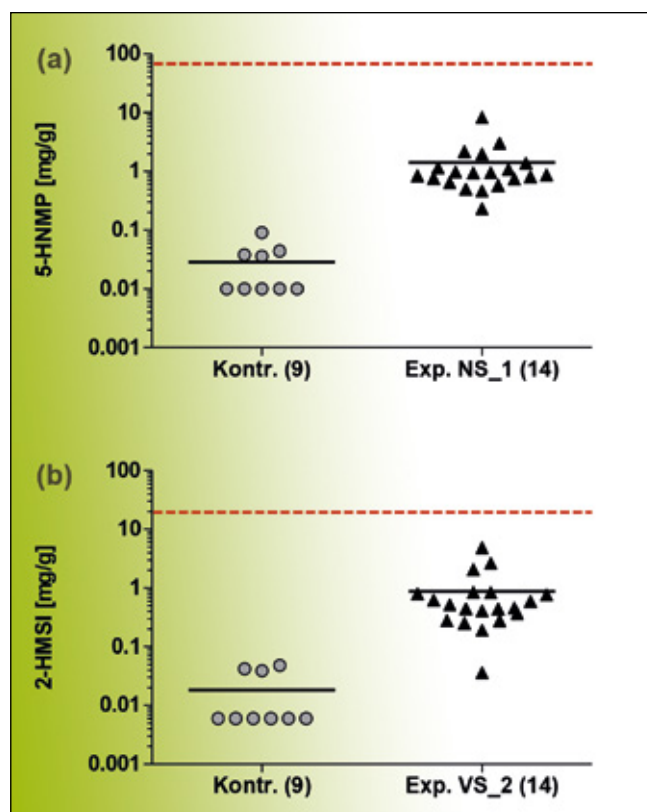 (a)
5-HNMP [mg/g]
100
10
1
0.1
0.01
0.001
Kontr. (9)
Exp. NS_1 (14)
(b)
2-HMSI [mg/g]
100
10
1
0.1
0.01
0.001
Kontr. (9)
Exp. VS_2 (14)